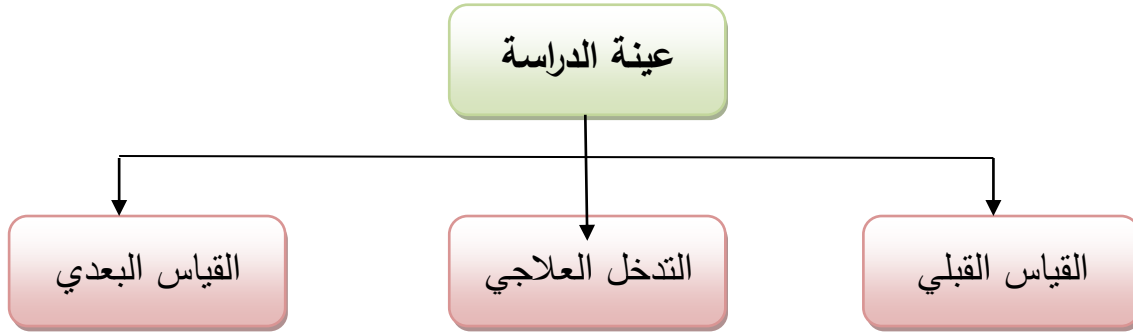 عينة الدراسة
القياس القبلي
التدخل العلاجي
القياس البعدي